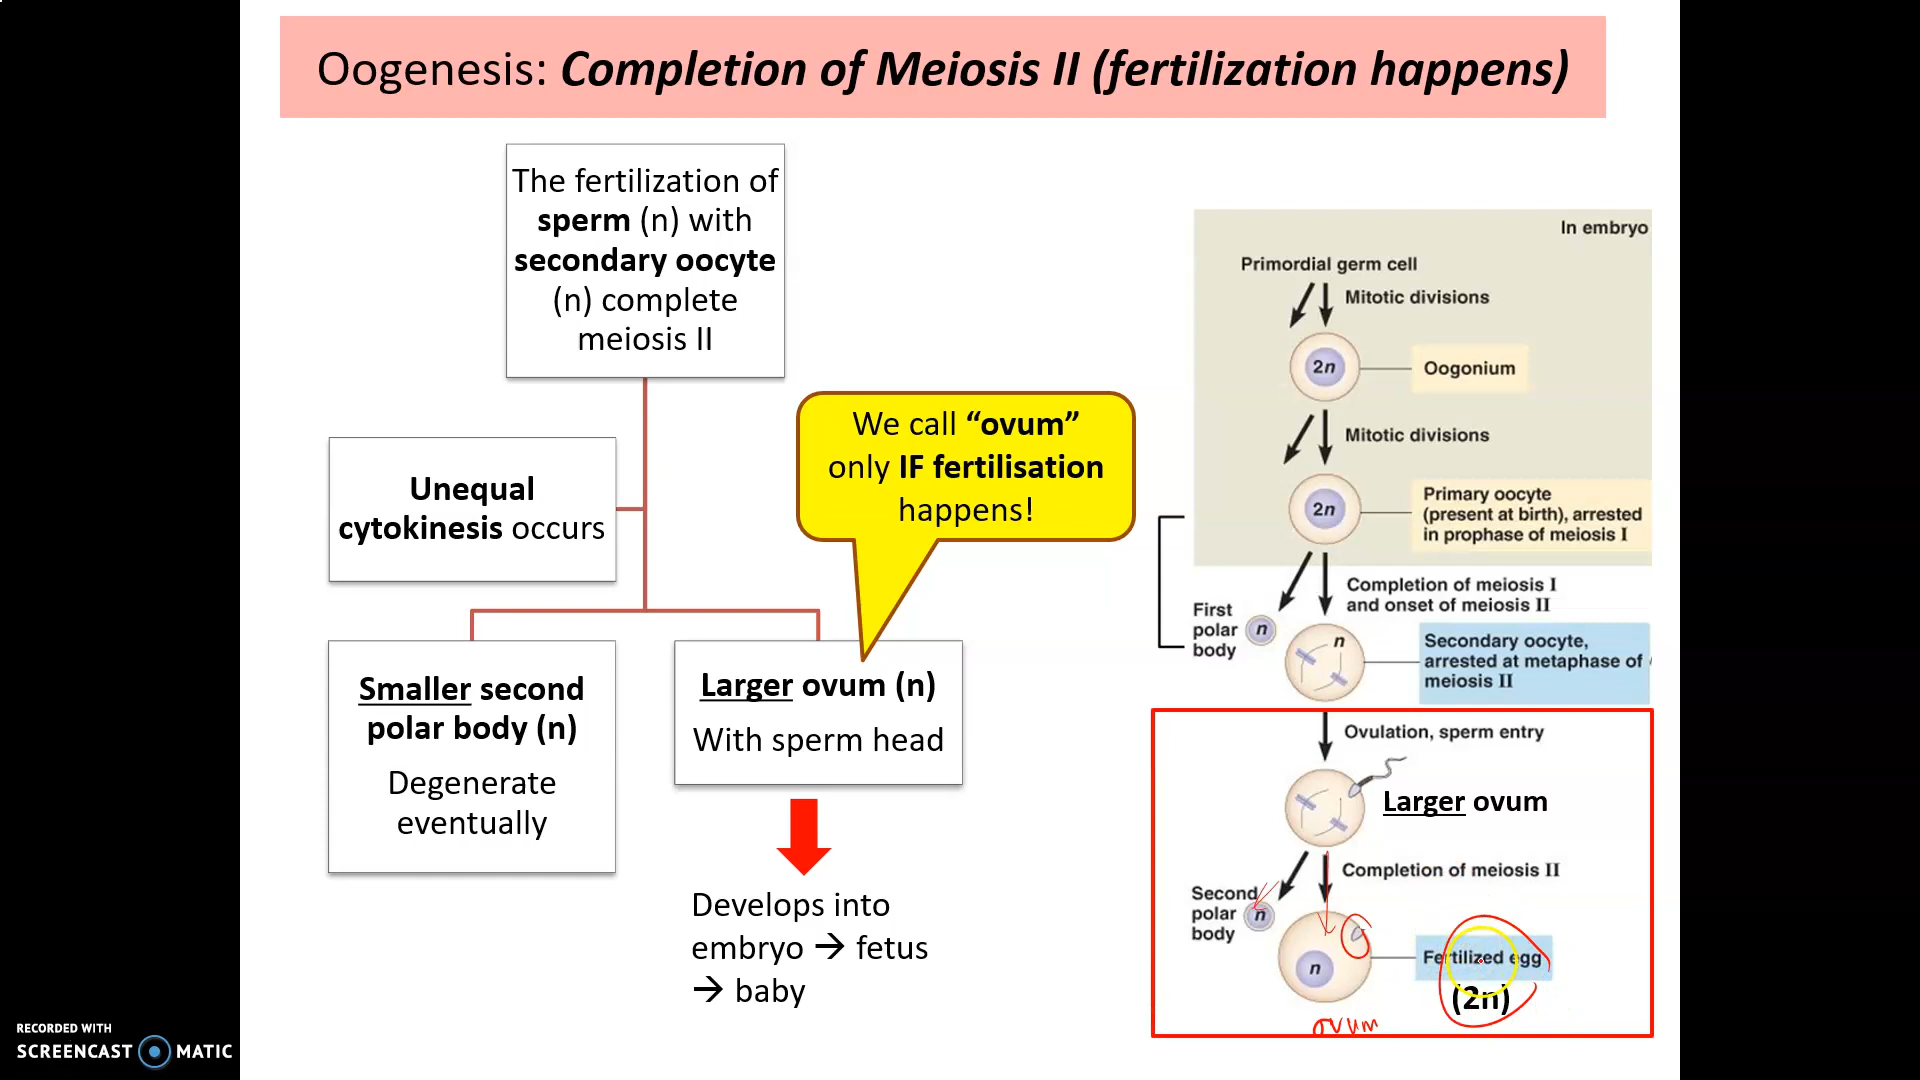 Oogenesis: Completion of Meiosis II (fertilization happens)
The fertilization of
sperm (n) with
secondary oocyte
(n) complete
meiosis II
Unequal
cytokinesis occurs
We call “ovum”
only IF fertilisation
happens!
Smaller second
polar body (n)
Degenerate
eventually
Larger ovum (n)
With sperm head
Develops into
embryo → fetus
→ baby
In embryo
Primordial germ cell
Mitotic divisions
2n
Oogonium
Mitotic divisions
2n
Primary oocyte
(present at birth), arrested
in prophase of meiosis I
Completion of meiosis I
and onset of meiosis II
First
polar
body
n
n
Secondary oocyte,
arrested at metaphase of
meiosis II
Ovulation, sperm entry
Larger ovum
Completion of meiosis II
Second
polar
body
n
n
Fertilized egg
(2n)
ovum
RECORDED WITH
SCREENCAST MATIC